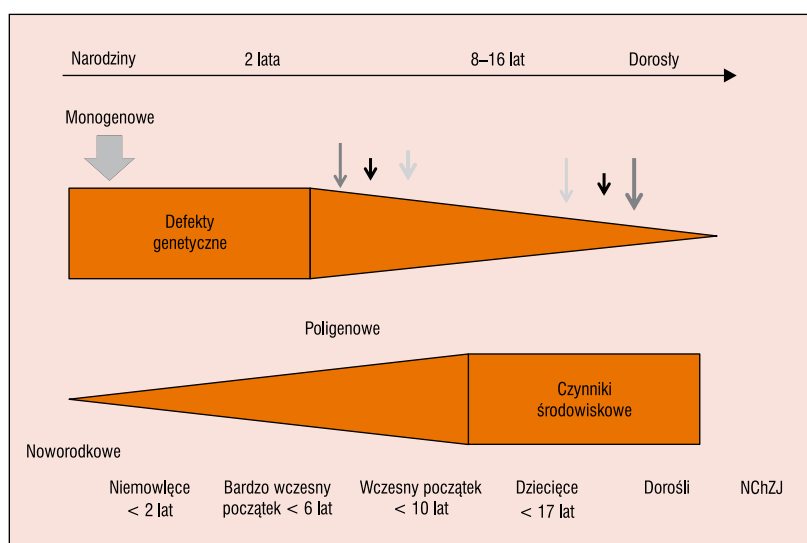 Narodziny 2 lata 8–16 lat Dorosły
Monogenowe
Defekty
genetyczne
Poligenowe
Czynniki
środowiskowe
Noworodkowe
Niemowlęce
< 2 lat
Bardzo wczesny
początek < 6 lat
Wczesny początek
< 10 lat
Dziecięce
< 17 lat
Dorośli
NChZJ